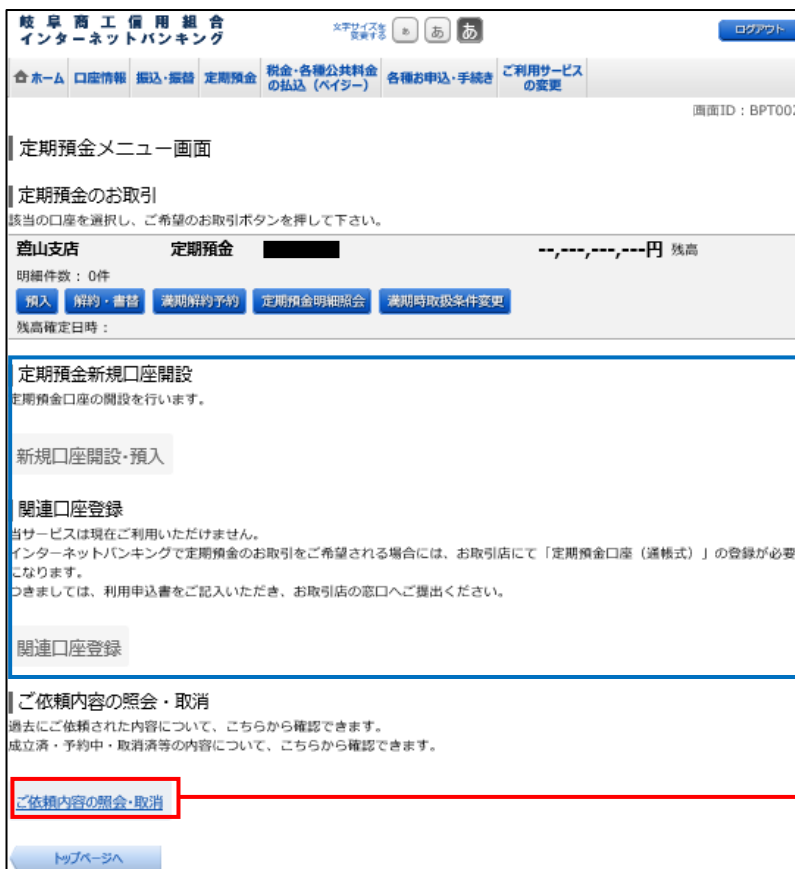 岐阜商工信用組合
インターネットバンキング
文字サイズを
変更する
あ
あ
あ
ログアウト
ホーム
口座情報
振込・振替
定期預金
税金・各種公共料金
の払込（ペイジー）
各種お申込・手続き
ご利用サービス
の変更
画面ID：BPT002
定期預金メニュー画面
定期預金のお取引
該当の口座を選択し、ご希望のお取引ボタンを押して下さい。
支店 定期預金 --,---,---,---円 残高
明細件数： 0件
預入 解約・書替 満期解約予約 定期預金明細照会 満期時取扱条件変更
残高確定日時：
定期預金新規口座開設
定期預金口座の開設を行います。
新規口座開設・預入
関連口座登録
当サービスは現在ご利用いただけません。
インターネットバンキングで定期預金のお取引をご希望される場合には、お取引店にて「定期預金口座（通帳式）」の登録が必要
になります。
つきましては、利用申込書をご記入いただき、お取引店の窓口へご提出ください。
関連口座登録
ご依頼内容の照会・取消
過去にご依頼された内容について、こちらから確認できます。
成立済・予約中・取消済等の内容について、こちらから確認できます。
ご依頼内容の照会・取消
トップページへ